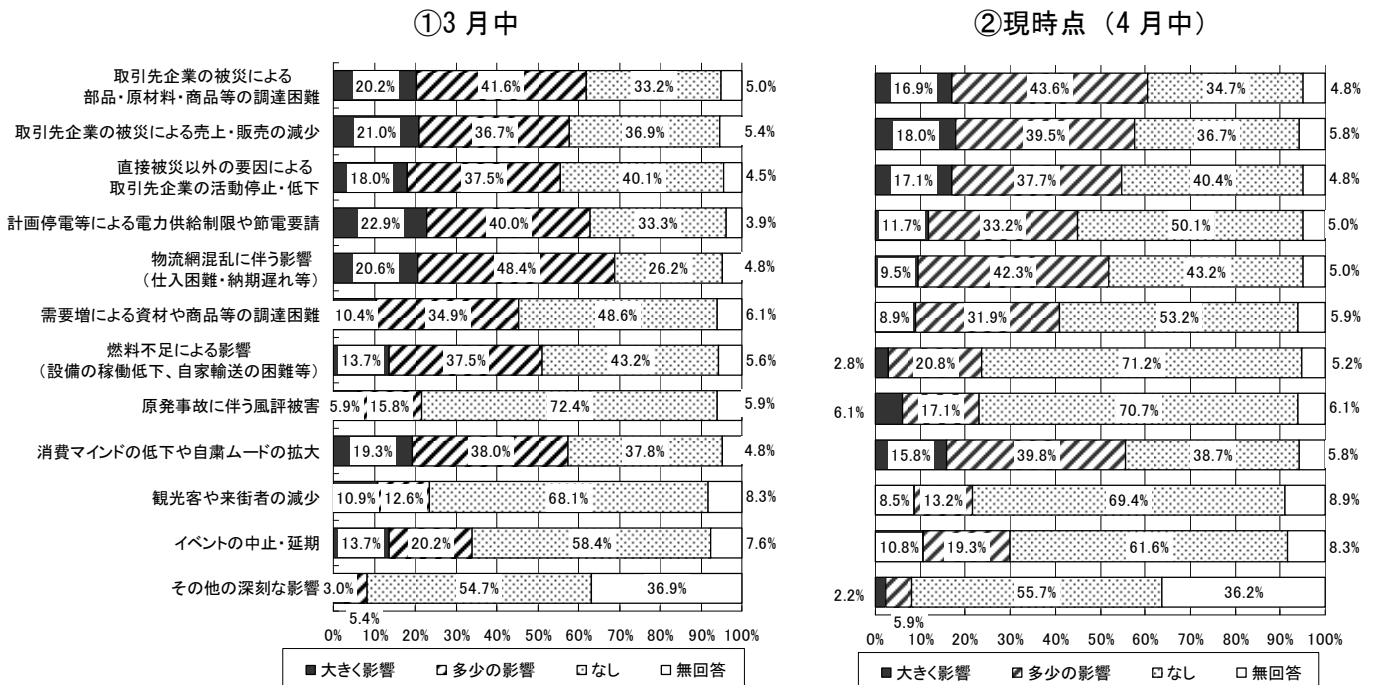 ①3 月中
②現時点 (4 月中)
取引先企業の被災による
部品・原材料・商品等の調達困難
20.2% 41.6% 33.2% 5.0%
16.9% 43.6% 34.7% 4.8%
取引先企業の被災による売上・販売の減少
21.0% 36.7% 36.9% 5.4%
18.0% 39.5% 36.7% 5.8%
直接被災以外の要因による
取引先企業の活動停止・低下
18.0% 37.5% 40.1% 4.5%
17.1% 37.7% 40.4% 4.8%
計画停電等による電力供給制限や節電要請
22.9% 40.0% 33.3% 3.9%
11.7% 33.2% 50.1% 5.0%
物流網混乱に伴う影響
(仕入困難・納期遅れ等)
20.6% 48.4% 26.2% 4.8%
9.5% 42.3% 43.2% 5.0%
需要増による資材や商品等の調達困難
10.4% 34.9% 48.6% 6.1%
8.9% 31.9% 53.2% 5.9%
燃料不足による影響
(設備の稼働低下、自家輸送の困難等)
13.7% 37.5% 43.2% 5.6%
2.8% 20.8% 71.2% 5.2%
原発事故に伴う風評被害
5.9% 15.8% 72.4% 5.9%
6.1% 17.1% 70.7% 6.1%
消費マインドの低下や自粛ムードの拡大
19.3% 38.0% 37.8% 4.8%
15.8% 39.8% 38.7% 5.8%
観光客や来街者の減少
10.9% 12.6% 68.1% 8.3%
8.5% 13.2% 69.4% 8.9%
イベントの中止・延期
13.7% 20.2% 58.4% 7.6%
10.8% 19.3% 61.6% 8.3%
その他の深刻な影響
3.0% 54.7% 36.9%
5.4%
2.2% 55.7% 36.2%
5.9%
0% 10% 20% 30% 40% 50% 60% 70% 80% 90% 100%
0% 10% 20% 30% 40% 50% 60% 70% 80% 90% 100%
大きく影響 多少の影響 なし 無回答
大きく影響 多少の影響 なし 無回答